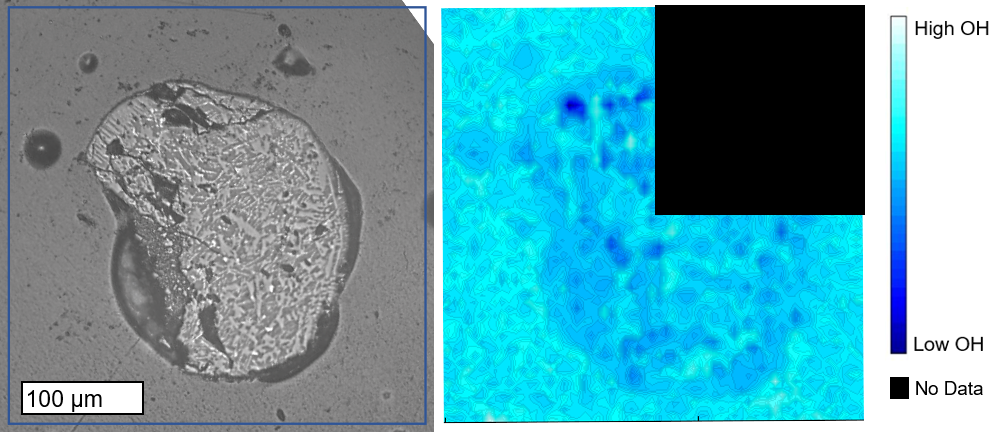 100 µm
High OH
Low OH
No Data